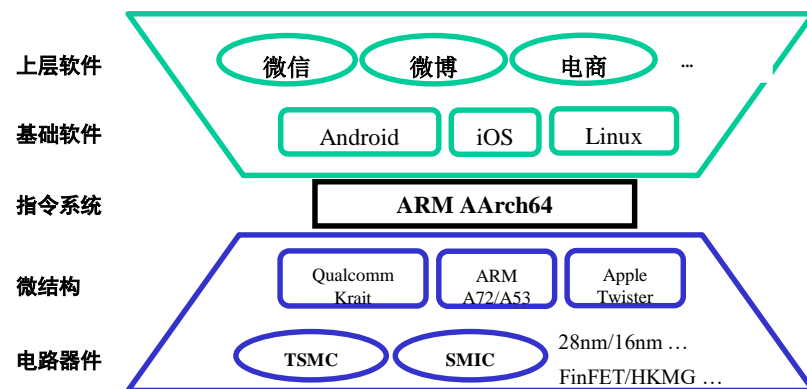 上层软件 微信 微博 电商 ...
基础软件 Android iOS Linux
指令系统 ARM AArch64
微结构 Qualcomm Krait ARM A72/A53 Apple Twister
电路器件 TSMC SMIC 28nm/16nm …
FinFET/HKMG …